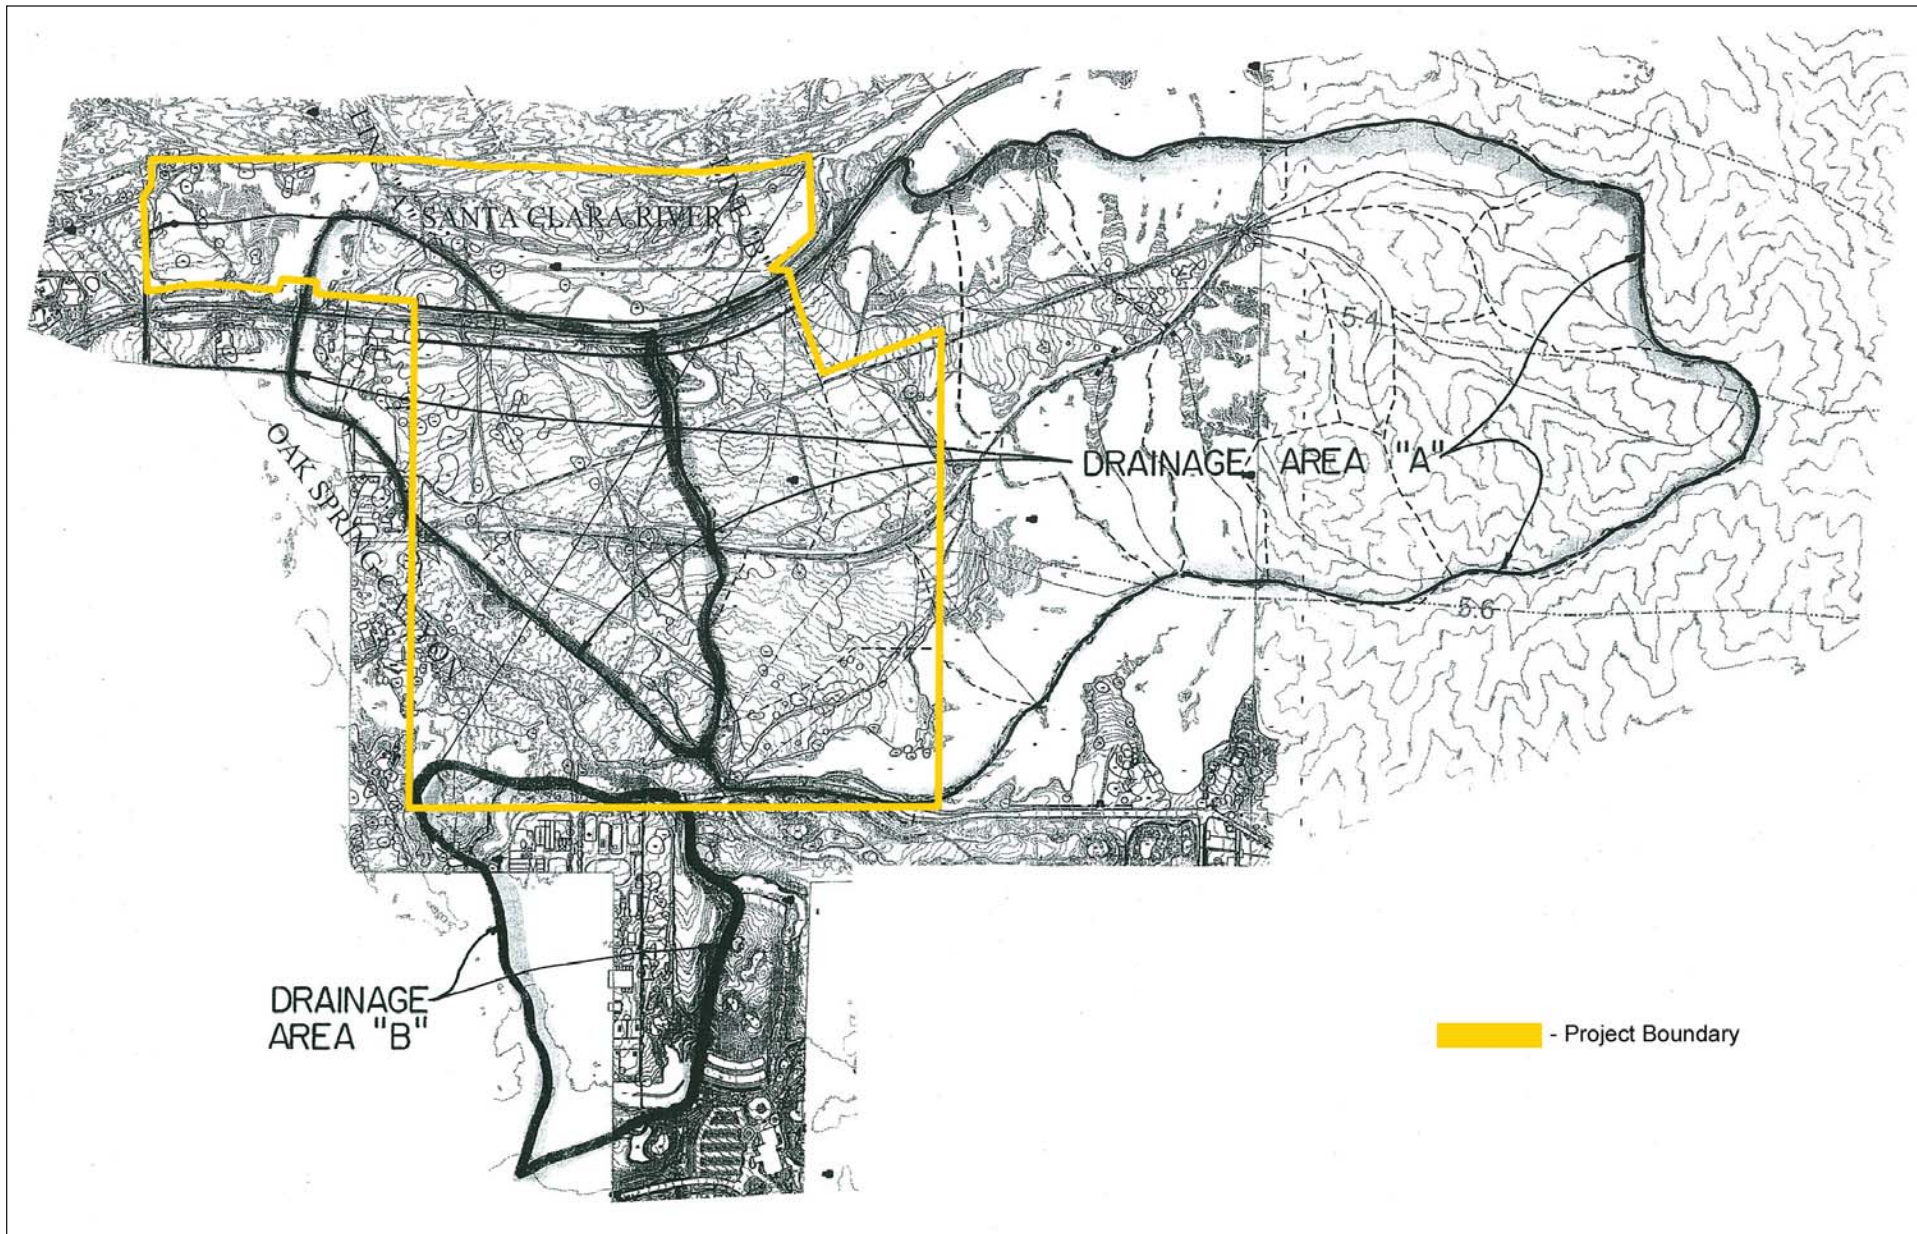 SANTA CLARA RIVER
5.4
OAK SPRING CANYON
DRAINAGE AREA "A"
5.6
DRAINAGE
AREA "B"
- Project Boundary